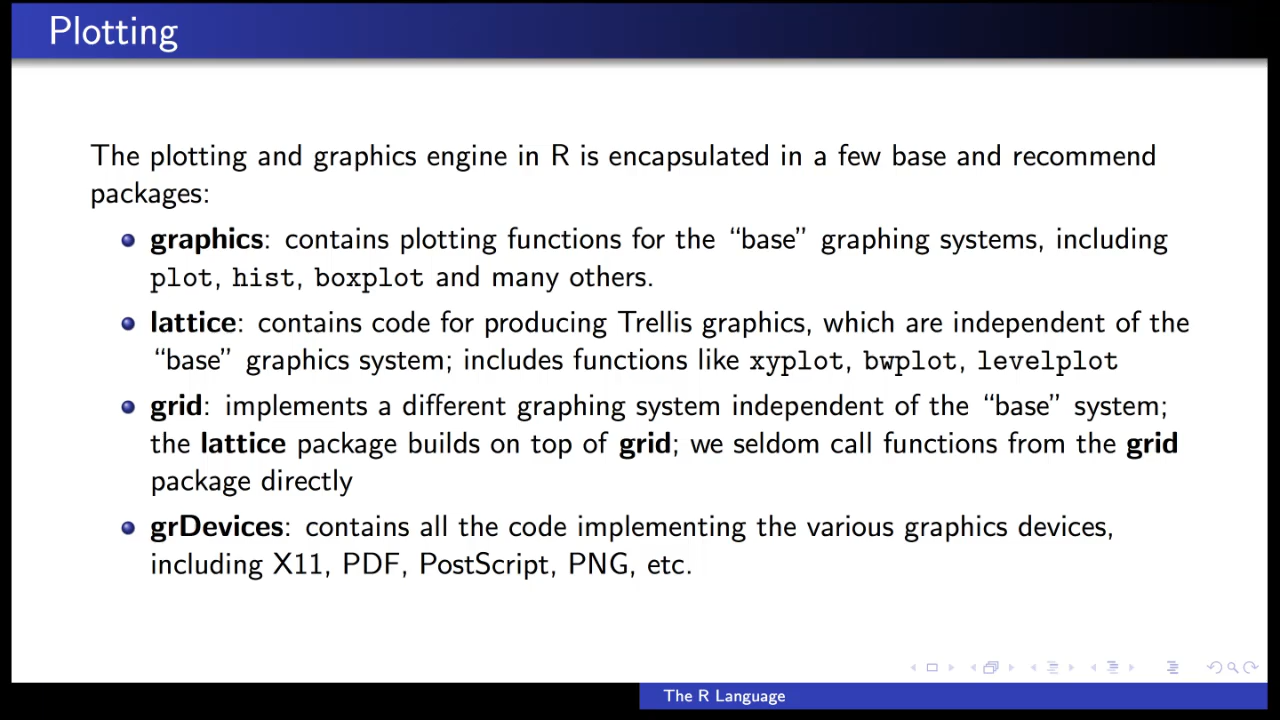 Plotting
The plotting and graphics engine in R is encapsulated in a few base and recommend
packages:
graphics: contains plotting functions for the “base” graphing systems, including
plot, hist, boxplot and many others.
lattice: contains code for producing Trellis graphics, which are independent of the
“base” graphics system; includes functions like xyplot, bwplot, levelplot
grid: implements a different graphing system independent of the “base” system;
the lattice package builds on top of grid; we seldom call functions from the grid
package directly
grDevices: contains all the code implementing the various graphics devices,
including X11, PDF, PostScript, PNG, etc.
The R Language